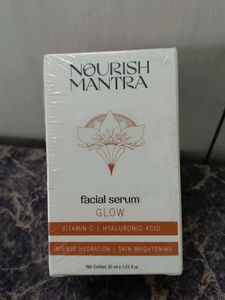 NOURISH
MANTRA
facial serum
GLOW
VITAMIN C | HYALURONIC ACID
INTENSE HYDRATION | SKIN BRIGHTENING
Net Content 30 ml e 1.01 fl oz